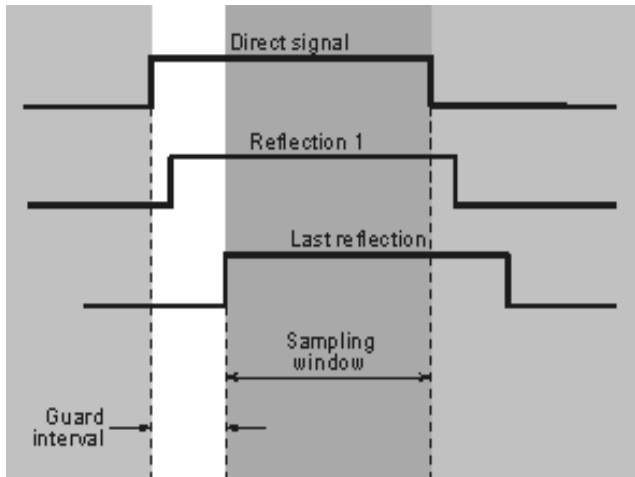 Direct signal
Reflection 1
Last reflection
Sampling
window
Guard
interval